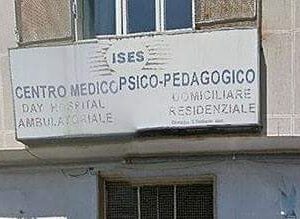 ISES
CENTRO MEDICO PSICO-PEDAGOGICO
DAY HOSPITAL DOMICILIARE
AMBULATORIALE RESIDENZIALE